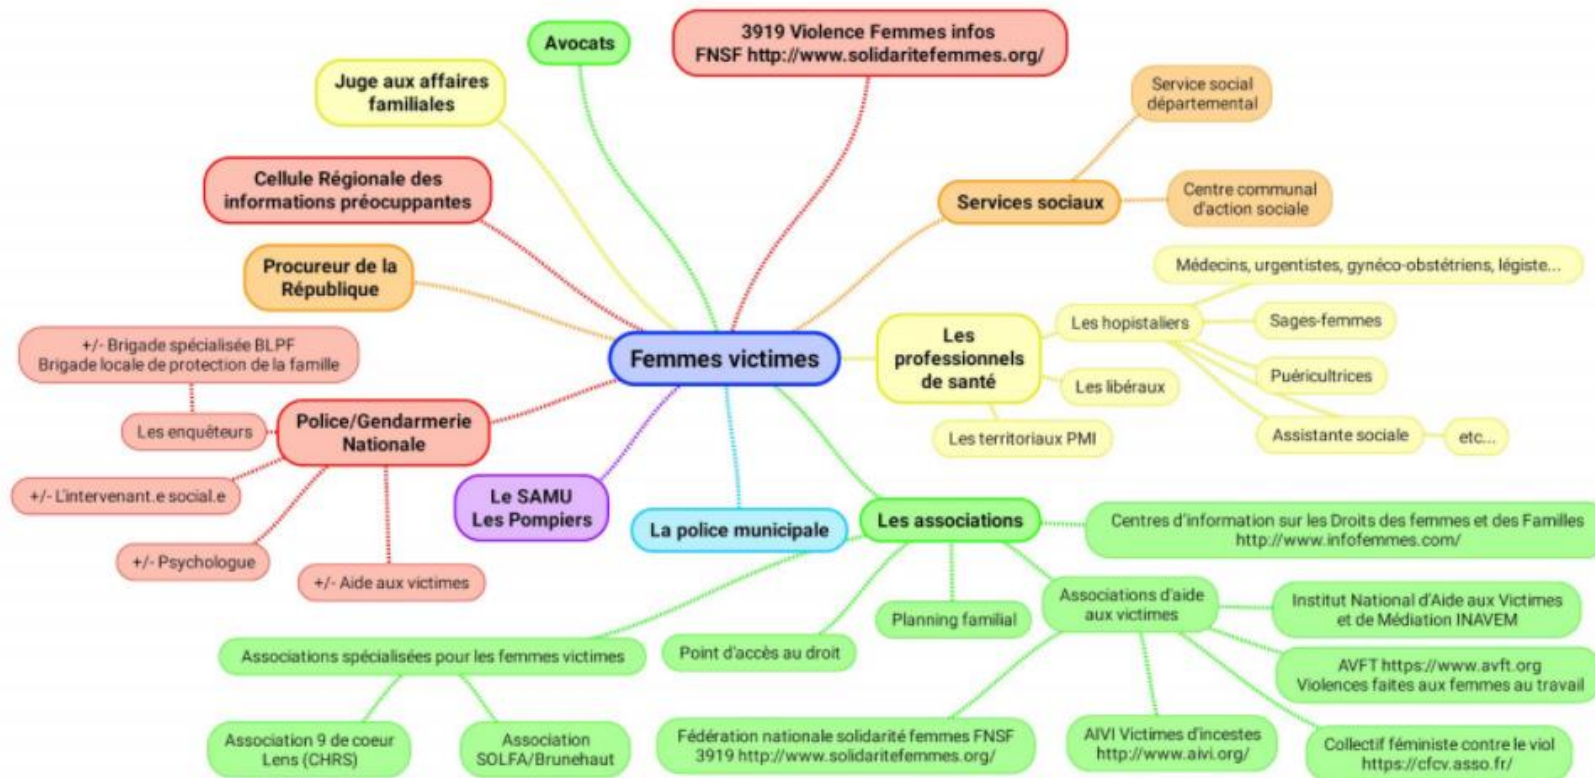 Avocats
3919 Violence Femmes infos
FNSF http://www.solidaritefemmes.org/
Juge aux affaires
familiales
Service social
départemental
Cellule Régionale des
informations préocuppantes
Services sociaux
Centre communal
d'action sociale
Procureur de la
République
Médecins, urgentistes, gynéco-obstétriens, légiste...
Les hopistaliers
Sages-femmes
Puéricultrices
Assistante sociale
etc...
Les
professionnels
de santé
Les libéraux
Les territoriaux PMI
Femmes victimes
+/- Brigade spécialisée BLPF
Brigade locale de protection de la famille
Les enquêteurs
Police/Gendarmerie
Nationale
+/- L'intervenant.e social.e
+/- Psychologue
+/- Aide aux victimes
Le SAMU
Les Pompiers
La police municipale
Les associations
Centres d'information sur les Droits des femmes et des Familles
http://www.infofemmes.com/
Associations d'aide
aux victimes
Institut National d'Aide aux Victimes
et de Médiation INAVEM
Planning familial
Point d'accès au droit
Associations spécialisées pour les femmes victimes
AVFT https://www.avft.org
Violences faites aux femmes au travail
Association 9 de coeur
Lens (CHRS)
Association
SOLFA/Brunehaut
Fédération nationale solidarité femmes FNSF
3919 http://www.solidaritefemmes.org/
AIVI Victimes d'incestes
http://www.aivi.org/
Collectif féministe contre le viol
https://cfcv.asso.fr/